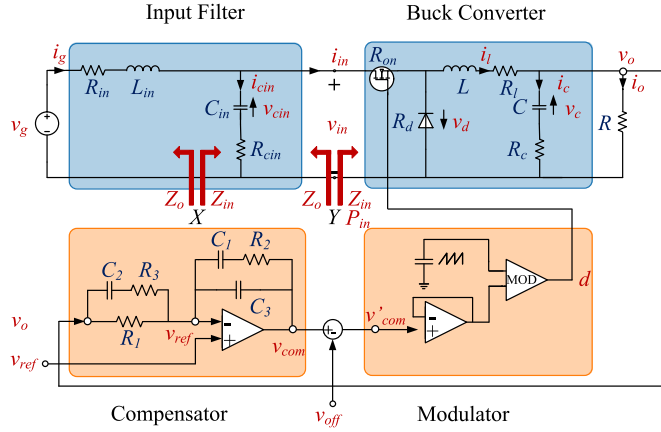 Input Filter
Buck Converter
i_g
R_in
L_in
i_cin
C_in
v_cin
R_cin
v_g
i_in
+
v_in
-
R_on
L
i_l
R_l
i_c
C
v_c
R_c
R_d
v_d
v_o
i_o
R
Z_o
Z_in
X
Z_o
Z_in
Y
P_in
C_1
R_2
C_2
R_3
C_3
R_1
v_o
v_ref
v_ref
v_com
-
+
+
-
v'_com
v_off
-
+
MOD
d
Compensator
Modulator